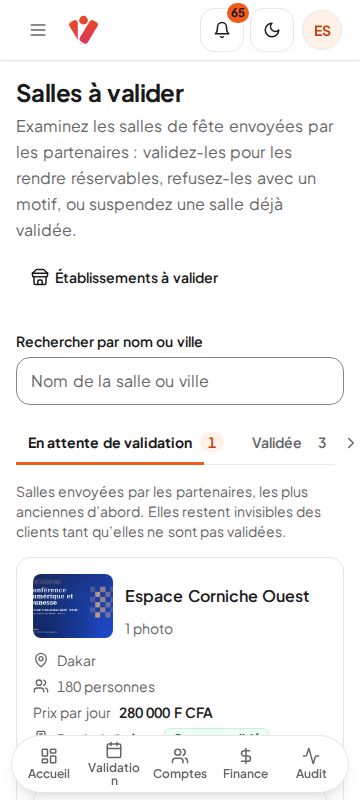 65
ES
Salles à valider
Examinez les salles de fête envoyées par
les partenaires : validez-les pour les
rendre réservables, refusez-les avec un
motif, ou suspendez une salle déjà
validée.
Établissements à valider
Rechercher par nom ou ville
Nom de la salle ou ville
En attente de validation 1 Validée 3
Salles envoyées par les partenaires, les plus
anciennes d’abord. Elles restent invisibles des
clients tant qu’elles ne sont pas validées.
Espace Corniche Ouest
1 photo
Dakar
180 personnes
Prix par jour 280 000 F CFA
Accueil
Validatio
n
Comptes
Finance
Audit